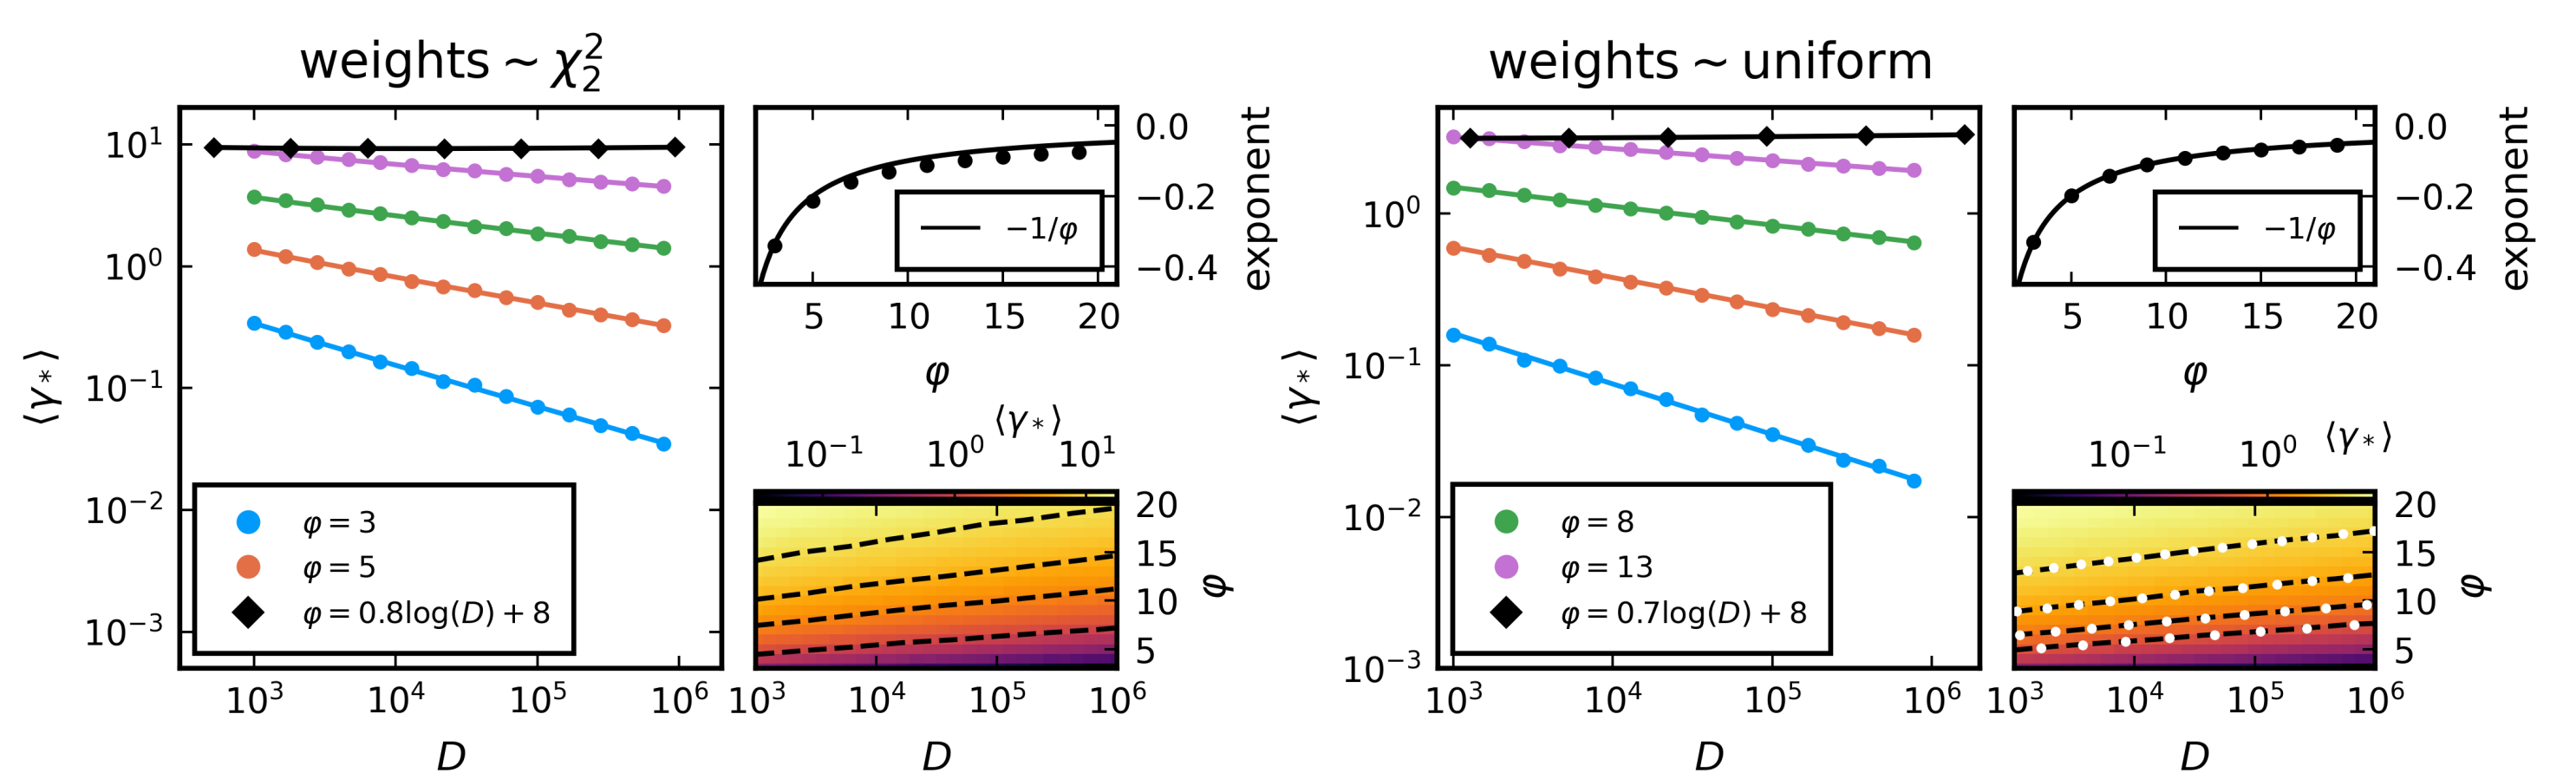 weights ~ χ₂²
⟨γ*⟩
10¹
10⁰
10⁻¹
10⁻²
10⁻³
φ = 3
φ = 5
φ = 0.8log(D) + 8
10³ 10⁴ 10⁵ 10⁶
D
0.0
−0.2
−0.4
exponent
−1/φ
5 10 15 20
φ
⟨γ*⟩
10⁻¹ 10⁰ 10¹
20
15
10
5
φ
10³ 10⁴ 10⁵ 10⁶
D
weights ~ uniform
⟨γ*⟩
10⁰
10⁻¹
10⁻²
10⁻³
φ = 8
φ = 13
φ = 0.7log(D) + 8
10³ 10⁴ 10⁵ 10⁶
D
0.0
−0.2
−0.4
exponent
−1/φ
5 10 15 20
φ
10⁻¹ 10⁰ ⟨γ*⟩
20
15
10
5
φ
10³ 10⁴ 10⁵ 10⁶
D